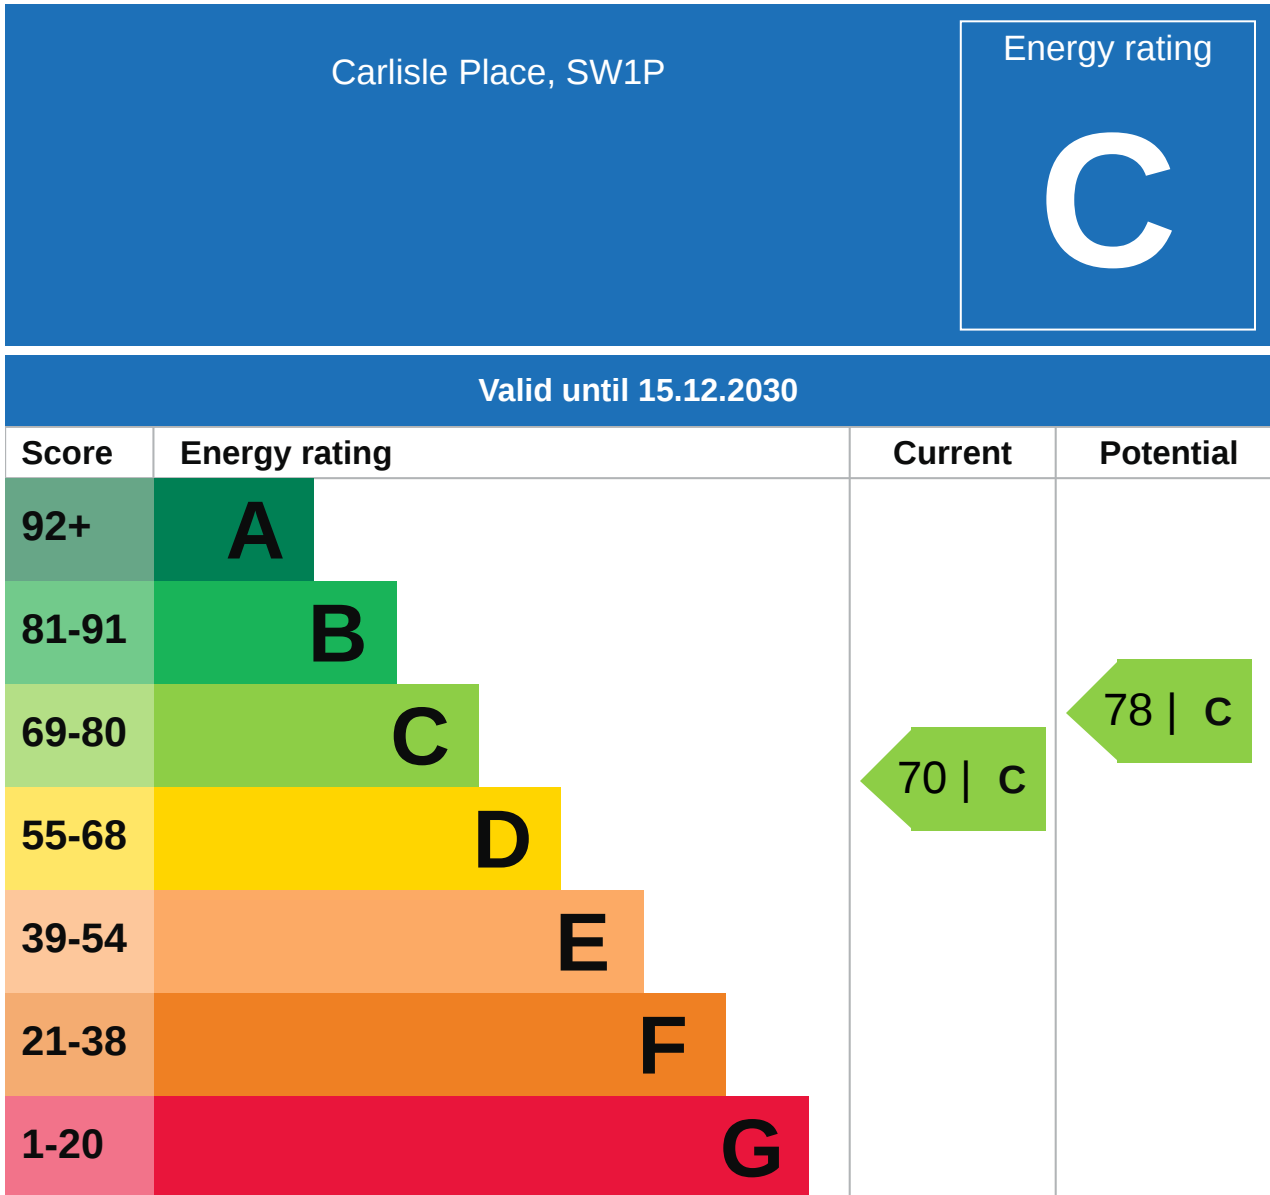 Carlisle Place, SW1P
Energy rating
C
Valid until 15.12.2030
Score Energy rating Current Potential
92+ A
81-91 B
78 | C
69-80 C
70 | C
55-68 D
39-54 E
21-38 F
1-20 G